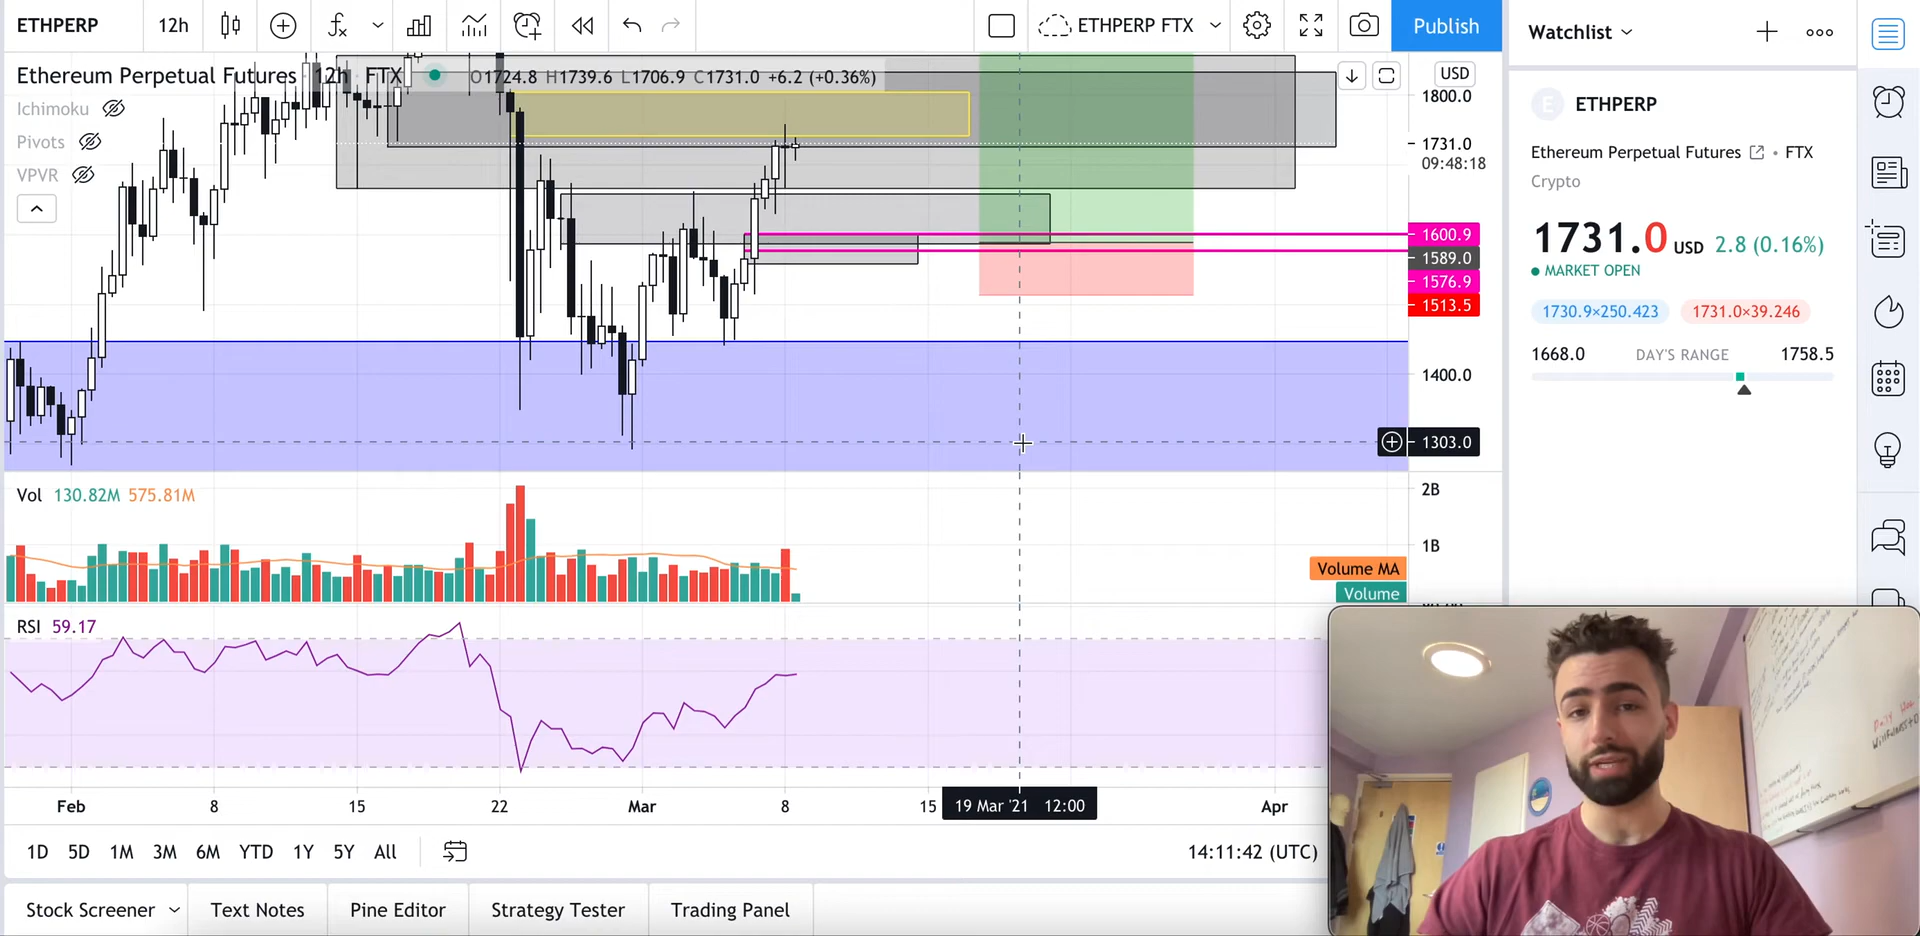 ETHPERP
12h
ETHPERP FTX
Publish
Watchlist
Ethereum Perpetual Futures 12h FTX
O1724.8 H1739.6 L1706.9 C1731.0 +6.2 (+0.36%)
Ichimoku
Pivots
VPVR
USD
1800.0
1731.0
09:48:18
1600.9
1589.0
1576.9
1513.5
1400.0
1303.0
ETHPERP
Ethereum Perpetual Futures • FTX
Crypto
1731.0 USD 2.8 (0.16%)
MARKET OPEN
1730.9×250.423 1731.0×39.246
1668.0 DAY'S RANGE 1758.5
Vol 130.82M 575.81M
2B
1B
Volume MA
Volume
RSI 59.17
Feb 8 15 22 Mar 8 15 19 Mar '21 12:00 Apr
1D 5D 1M 3M 6M YTD 1Y 5Y All
14:11:42 (UTC)
Stock Screener Text Notes Pine Editor Strategy Tester Trading Panel